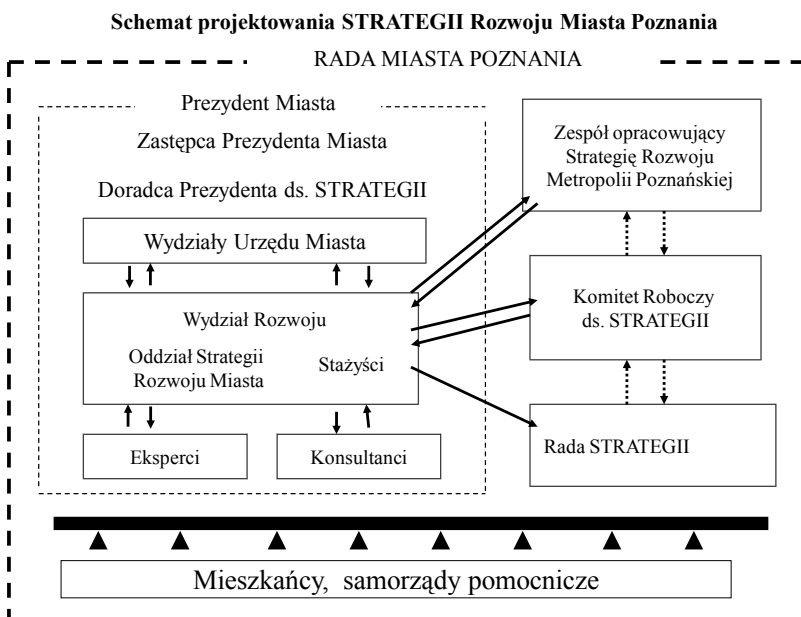 Schemat projektowania STRATEGII Rozwoju Miasta Poznania
RADA MIASTA POZNANIA
Prezydent Miasta
Zastępca Prezydenta Miasta
Doradca Prezydenta ds. STRATEGII
Wydziały Urzędu Miasta
Wydział Rozwoju
Oddział Strategii
Rozwoju Miasta
Stażyści
Eksperci
Konsultanci
Zespół opracowujący
Strategię Rozwoju
Metropolii Poznańskiej
Komitet Roboczy
ds. STRATEGII
Rada STRATEGII
Mieszkańcy, samorządy pomocnicze